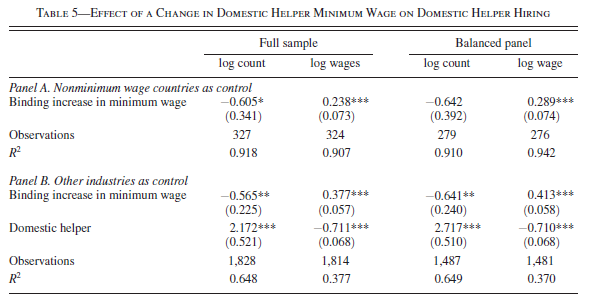 TABLE 5—EFFECT OF A CHANGE IN DOMESTIC HELPER MINIMUM WAGE ON DOMESTIC HELPER HIRING
Full sample Balanced panel
log count log wages log count log wage
Panel A. Nonminimum wage countries as control
Binding increase in minimum wage −0.605* 0.238*** −0.642 0.289***
(0.341) (0.073) (0.392) (0.074)
Observations 327 324 279 276
R² 0.918 0.907 0.910 0.942
Panel B. Other industries as control
Binding increase in minimum wage −0.565** 0.377*** −0.641** 0.413***
(0.225) (0.057) (0.240) (0.058)
Domestic helper 2.172*** −0.711*** 2.717*** −0.710***
(0.521) (0.068) (0.510) (0.068)
Observations 1,828 1,814 1,487 1,481
R² 0.648 0.377 0.649 0.370